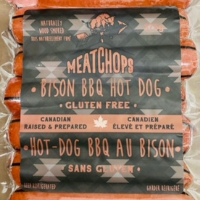 NATURALLY
WOOD SMOKED
MEATCHOPS
BISON BBQ HOT DOG
GLUTEN FREE
CANADIAN
RAISED & PREPARED
CANADIEN
ÉLEVÉ ET PRÉPARÉ
HOT-DOG BBQ AU BISON
SANS GLUTEN